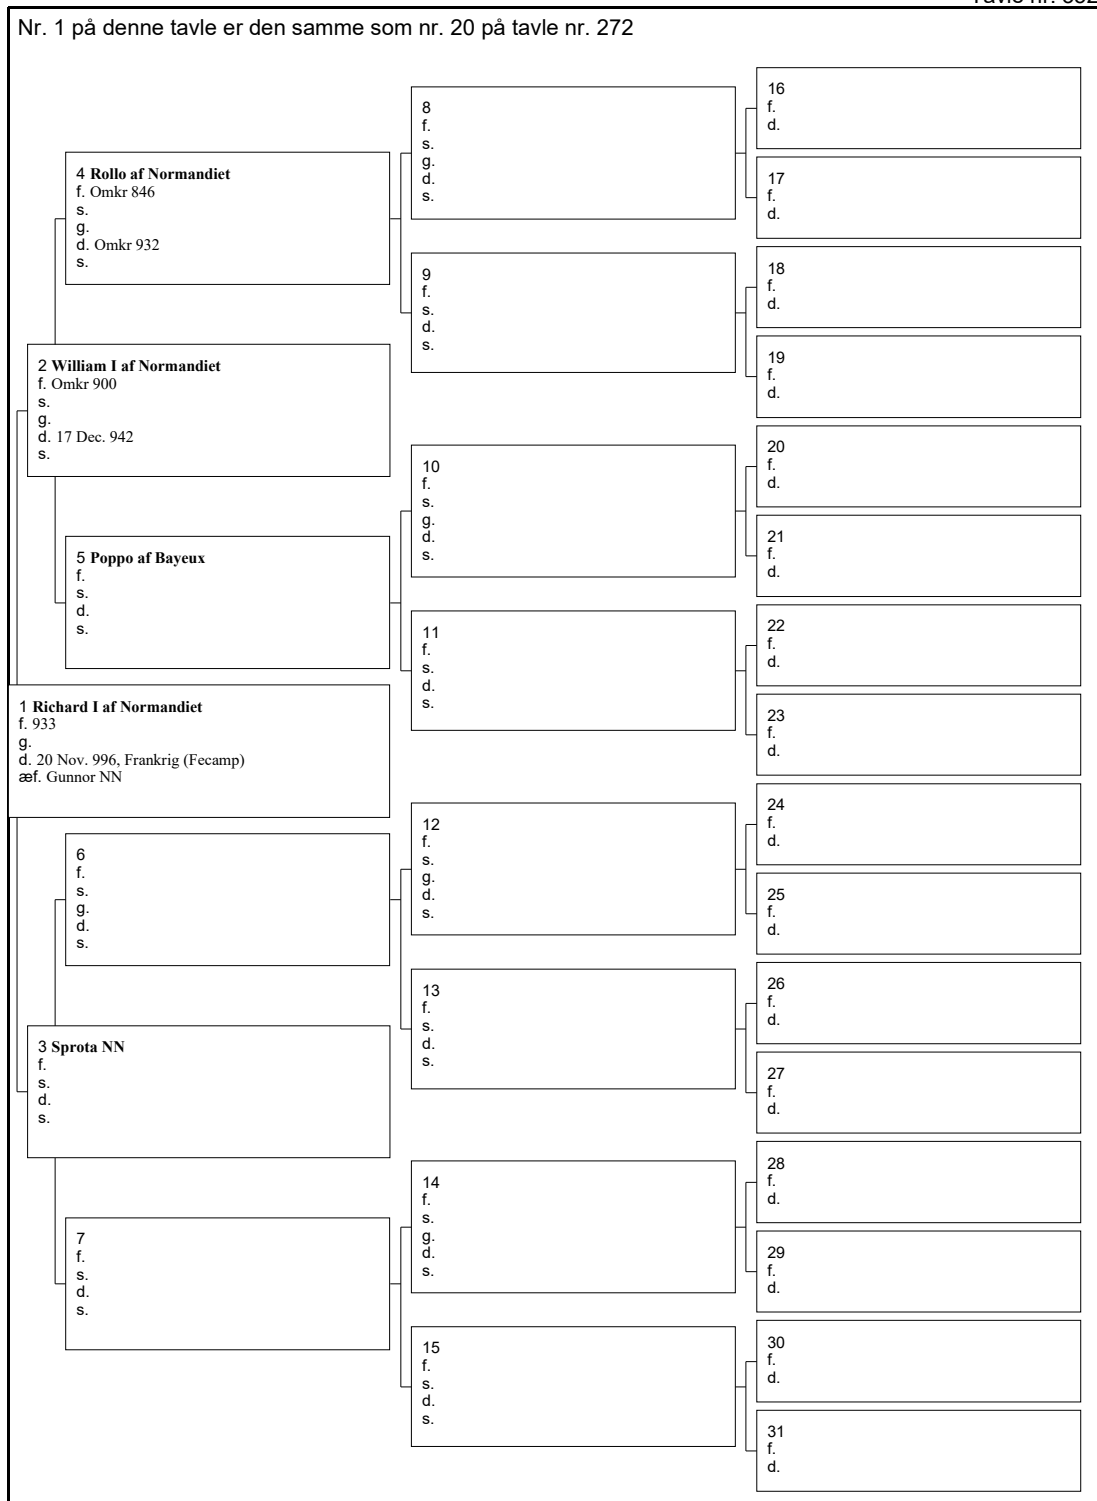 Nr. 1 på denne tavle er den samme som nr. 20 på tavle nr. 272
4 Rollo af Normandiet
f. Omkr 846
s.
g.
d. Omkr 932
s.
2 William I af Normandiet
f. Omkr 900
s.
g.
d. 17 Dec. 942
s.
5 Poppo af Bayeux
f.
s.
d.
s.
1 Richard I af Normandiet
f. 933
g.
d. 20 Nov. 996, Frankrig (Fecamp)
æf. Gunnor NN
6
f.
s.
g.
d.
s.
3 Sprota NN
f.
s.
d.
s.
7
f.
s.
d.
s.
8
f.
s.
g.
d.
s.
9
f.
s.
d.
s.
10
f.
s.
g.
d.
s.
11
f.
s.
d.
s.
12
f.
s.
g.
d.
s.
13
f.
s.
d.
s.
14
f.
s.
g.
d.
s.
15
f.
s.
d.
s.
16
f.
d.
17
f.
d.
18
f.
d.
19
f.
d.
20
f.
d.
21
f.
d.
22
f.
d.
23
f.
d.
24
f.
d.
25
f.
d.
26
f.
d.
27
f.
d.
28
f.
d.
29
f.
d.
30
f.
d.
31
f.
d.